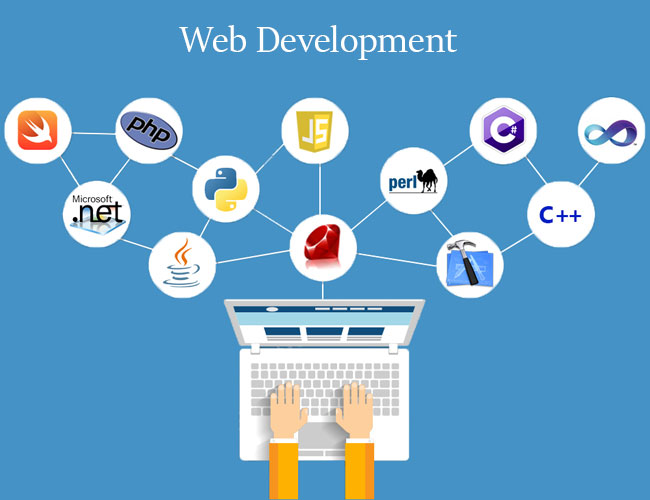 Web Development
php
JS
C#
Microsoft
.net
perl
C++